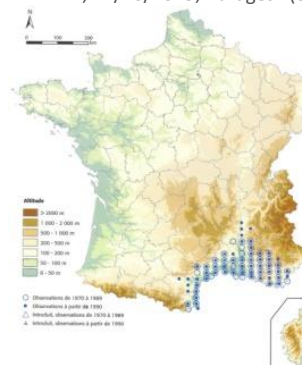 N
0 100 200
km
Altitude
> 2000 m
1 000 - 2 000 m
500 - 1 000 m
200 - 500 m
100 - 200 m
50 - 100 m
0 - 50 m
Observations de 1970 à 1989
Observations à partir de 1990
Introduit, observations de 1970 à 1989
Introduit, observations à partir de 1990